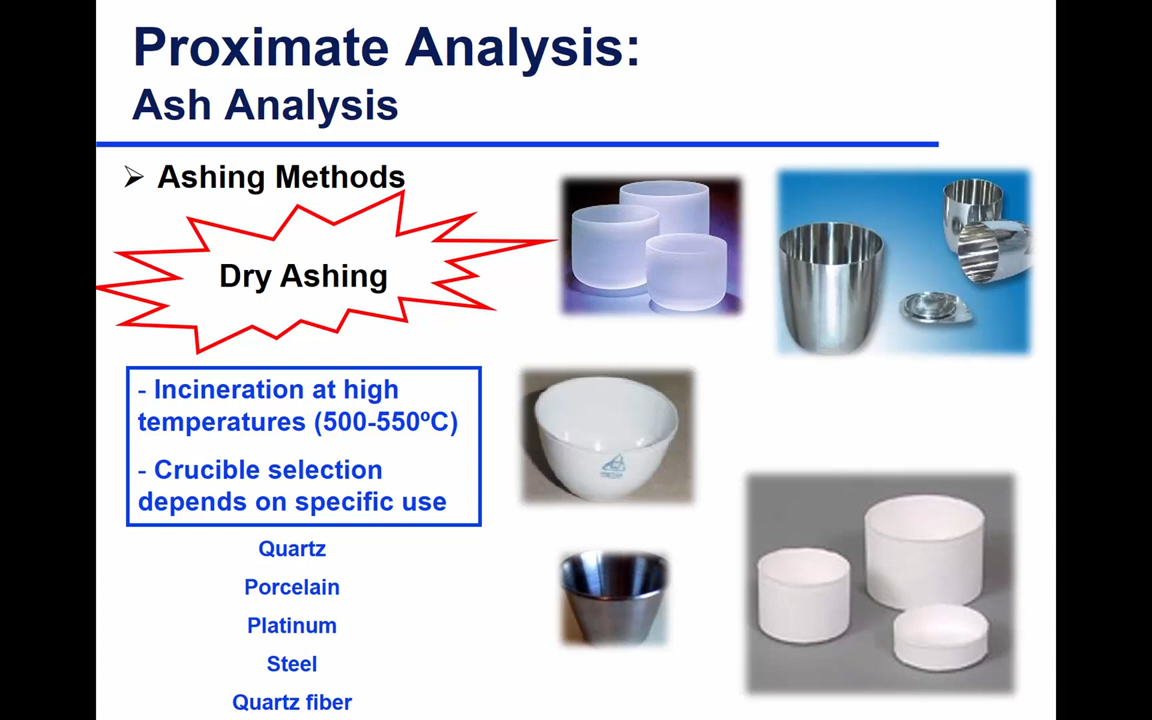 Proximate Analysis:
Ash Analysis
➢ Ashing Methods
Dry Ashing
- Incineration at high
temperatures (500-550ºC)
- Crucible selection
depends on specific use
Quartz
Porcelain
Platinum
Steel
Quartz fiber